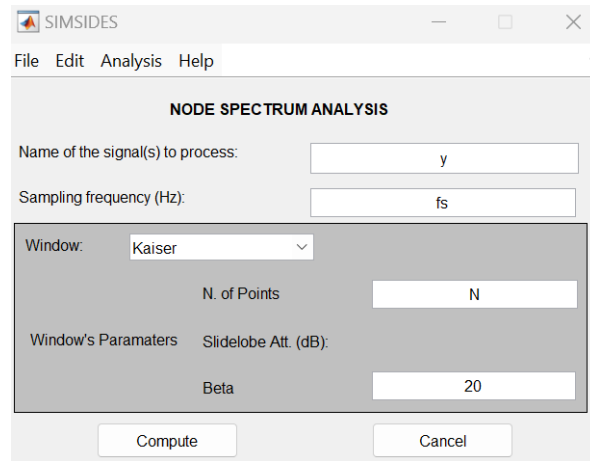 SIMSIDES
File Edit Analysis Help
NODE SPECTRUM ANALYSIS
Name of the signal(s) to process: y
Sampling frequency (Hz): fs
Window: Kaiser
N. of Points N
Window's Paramaters Slidelobe Att. (dB):
Beta 20
Compute Cancel